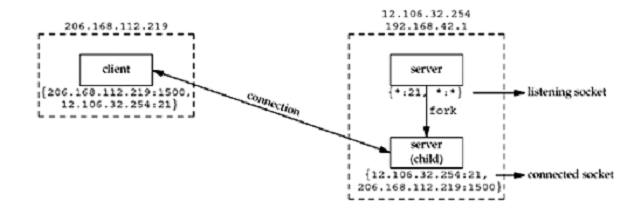 206.168.112.219
client
{206.168.112.219:1500,
12.106.32.254:21}
connection
12.106.32.254
192.168.42.1
server
{*:21, *:*}
listening socket
fork
server
(child)
{12.106.32.254:21,
206.168.112.219:1500}
connected socket